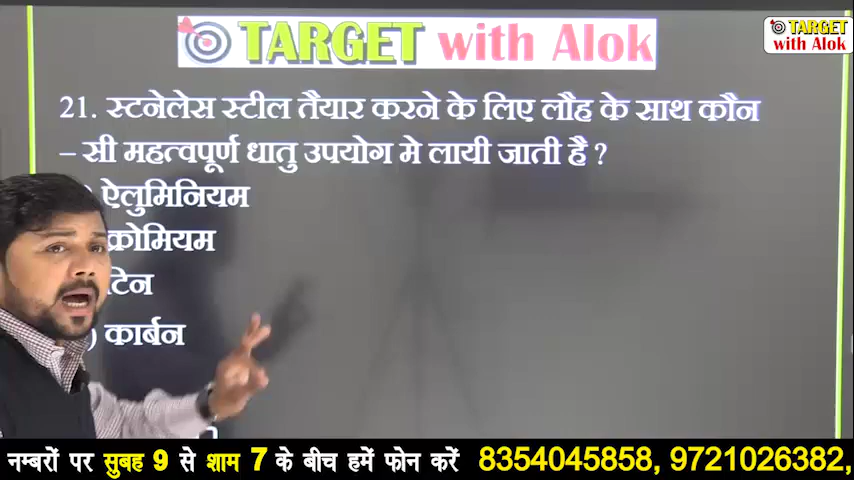 TARGET with Alok
TARGET
with Alok
21. स्टनेलेस स्टील तैयार करने के लिए लौह के साथ कौन
– सी महत्वपूर्ण धातु उपयोग मे लायी जाती है ?
) ऐलुमिनियम
क्रोमियम
टिन
) कार्बन
नम्बरों पर सुबह 9 से शाम 7 के बीच हमें फोन करें 8354045858, 9721026382,